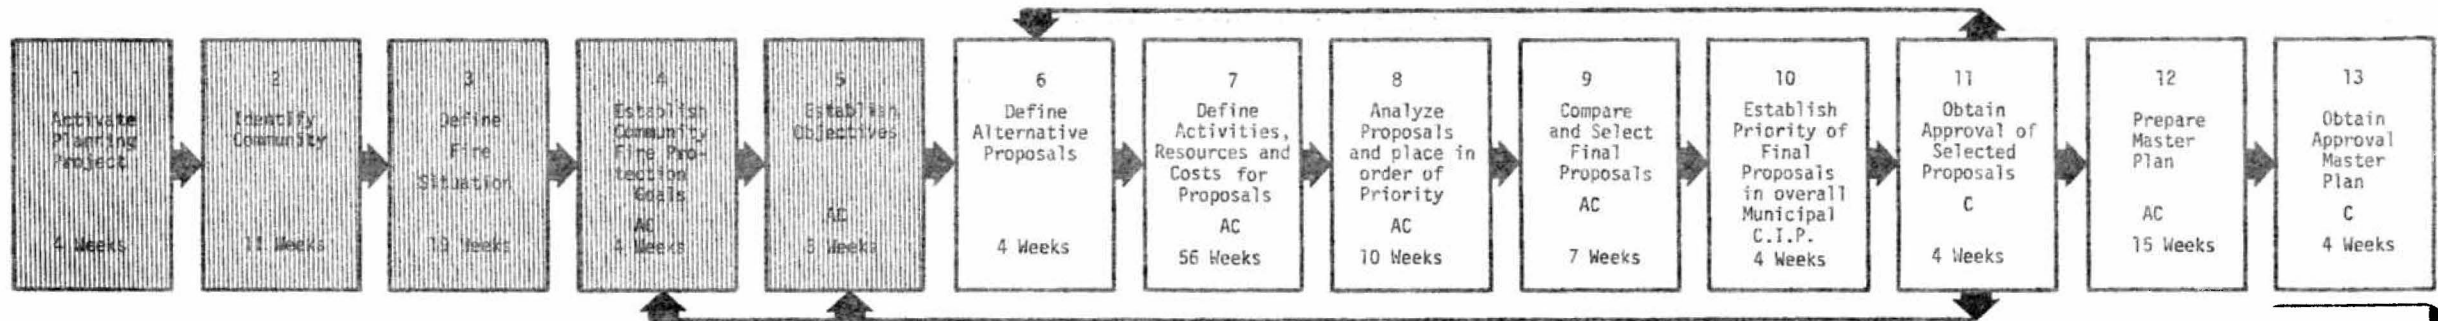 1
Activate
Planning
Project
4 Weeks
2
Identify
Community
11 Weeks
3
Define
Fire
Situation
Weeks
4
Establish
Community
Fire Pro-
tection
Goals
AC
4 Weeks
5
Establish
Objectives
AC
Weeks
6
Define
Alternative
Proposals
4 Weeks
7
Define
Activities,
Resources and
Costs for
Proposals
AC
56 Weeks
8
Analyze
Proposals
and place in
order of
Priority
AC
10 Weeks
9
Compare
and Select
Final
Proposals
AC
7 Weeks
10
Establish
Priority of
Final
Proposals
in overall
Municipal
C.I.P.
4 Weeks
11
Obtain
Approval of
Selected
Proposals
C
4 Weeks
12
Prepare
Master
Plan
AC
15 Weeks
13
Obtain
Approval
Master
Plan
C
4 Weeks